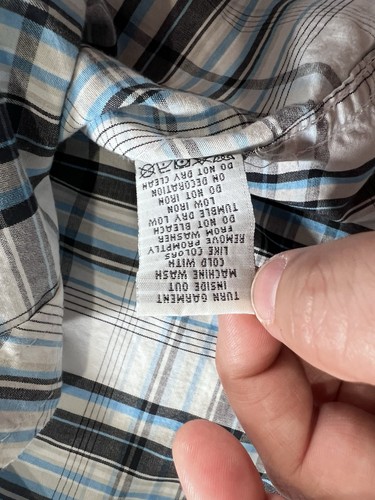 TURN GARMENT
INSIDE OUT
MACHINE WASH
COLD WITH
LIKE COLORS
REMOVE PROMPTLY
FROM WASHER
DO NOT BLEACH
TUMBLE DRY LOW
LOW IRON
DO NOT IRON
ON DECORATION
DO NOT DRY CLEAN